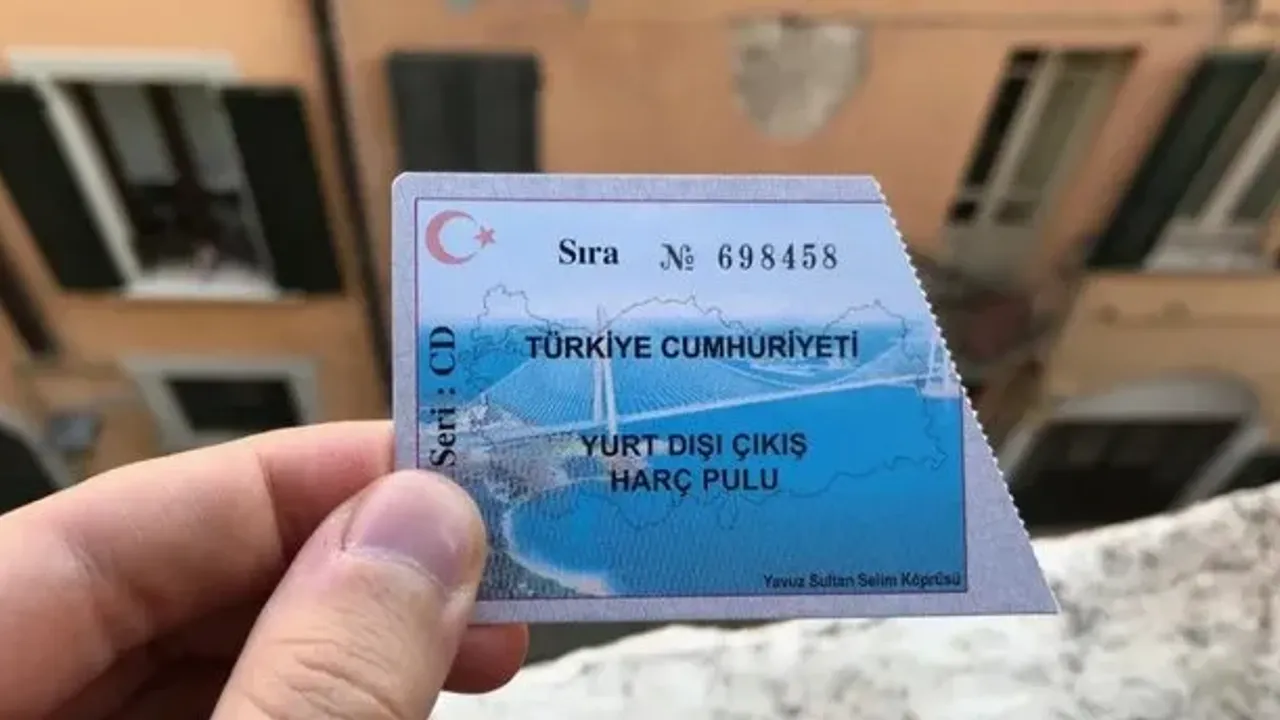 Sıra № 698458
Seri : CD
TÜRKİYE CUMHURİYETİ
YURT DIŞI ÇIKIŞ
HARÇ PULU
Yavuz Sultan Selim Köprüsü